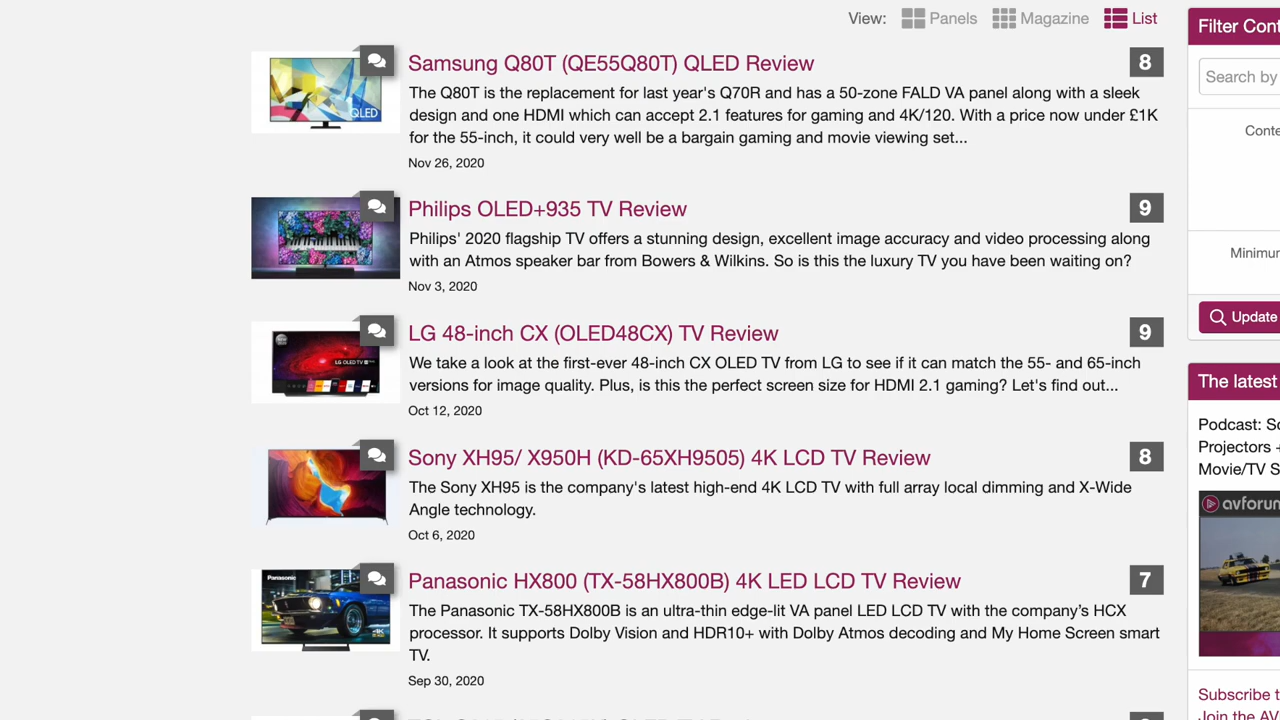 View: Panels Magazine List
Filter Cont
Samsung Q80T (QE55Q80T) QLED Review
8
Search by
The Q80T is the replacement for last year's Q70R and has a 50-zone FALD VA panel along with a sleek
design and one HDMI which can accept 2.1 features for gaming and 4K/120. With a price now under £1K
for the 55-inch, it could very well be a bargain gaming and movie viewing set...
QLED
Conte
Nov 26, 2020
Philips OLED+935 TV Review
9
Philips' 2020 flagship TV offers a stunning design, excellent image accuracy and video processing along
with an Atmos speaker bar from Bowers & Wilkins. So is this the luxury TV you have been waiting on?
Minimur
Nov 3, 2020
Update
LG 48-inch CX (OLED48CX) TV Review
9
We take a look at the first-ever 48-inch CX OLED TV from LG to see if it can match the 55- and 65-inch
versions for image quality. Plus, is this the perfect screen size for HDMI 2.1 gaming? Let's find out...
LG OLED TV
Oct 12, 2020
The latest
Podcast: So
Projectors +
Movie/TV S
Sony XH95/ X950H (KD-65XH9505) 4K LCD TV Review
8
The Sony XH95 is the company's latest high-end 4K LCD TV with full array local dimming and X-Wide
Angle technology.
Oct 6, 2020
avforum
Panasonic HX800 (TX-58HX800B) 4K LED LCD TV Review
7
Panasonic
The Panasonic TX-58HX800B is an ultra-thin edge-lit VA panel LED LCD TV with the company’s HCX
processor. It supports Dolby Vision and HDR10+ with Dolby Atmos decoding and My Home Screen smart
TV.
4K
Sep 30, 2020
Subscribe t
Join the AV